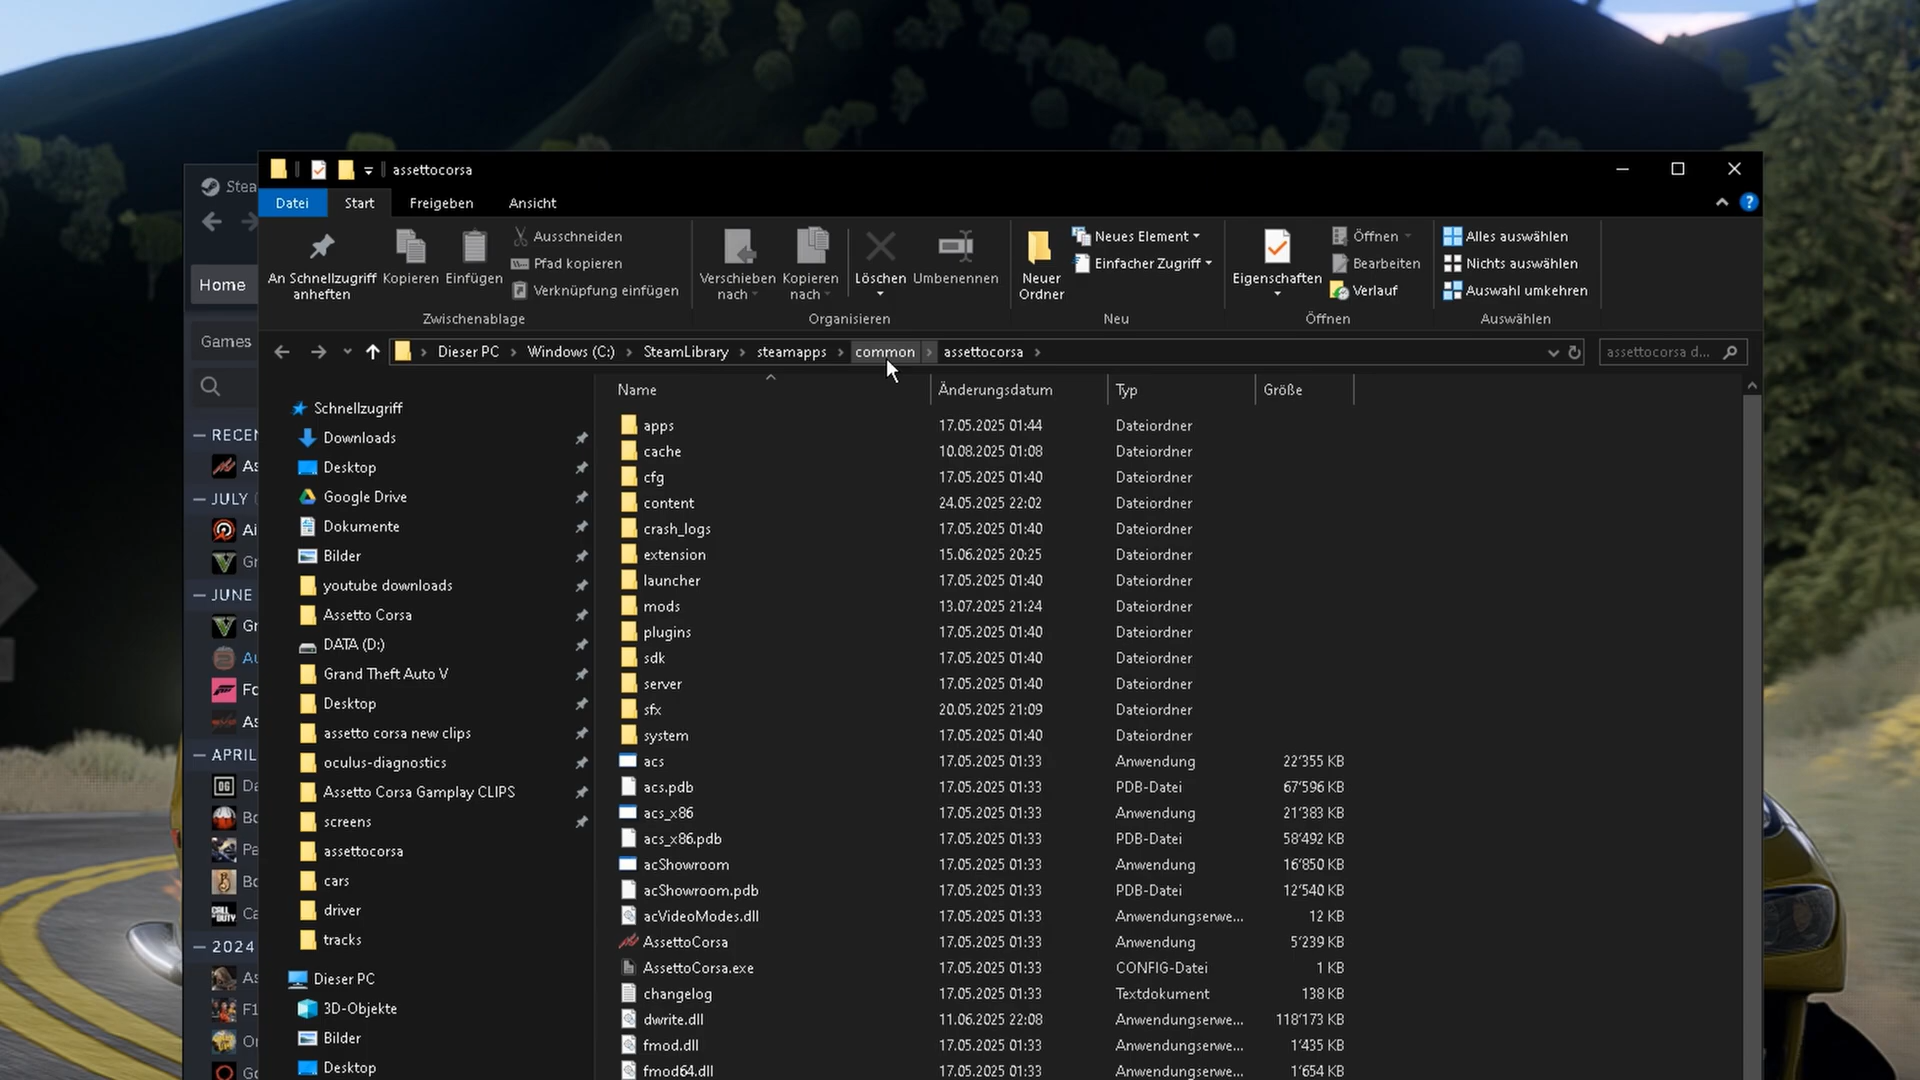 assettocorsa
Stea
Datei
Start
Freigeben
Ansicht
An Schnellzugriff
anheften
Kopieren
Einfügen
Ausschneiden
Pfad kopieren
Verknüpfung einfügen
Zwischenablage
Verschieben
nach
Kopieren
nach
Löschen
Umbenennen
Organisieren
Neuer
Ordner
Neues Element
Einfacher Zugriff
Neu
Eigenschaften
Öffnen
Bearbeiten
Verlauf
Öffnen
Alles auswählen
Nichts auswählen
Auswahl umkehren
Auswählen
Home
Games
Dieser PC
Windows (C:)
SteamLibrary
steamapps
common
assettocorsa
assettocorsa d...
RECEN
As
JULY
Ai
Gr
JUNE
Gr
Au
Fo
As
APRIL
Da
Bo
Pa
Bo
Ca
2024
As
F1
Schnellzugriff
Downloads
Desktop
Google Drive
Dokumente
Bilder
youtube downloads
Assetto Corsa
DATA (D:)
Grand Theft Auto V
Desktop
assetto corsa new clips
oculus-diagnostics
Assetto Corsa Gamplay CLIPS
screens
assettocorsa
cars
driver
tracks
Dieser PC
3D-Objekte
Bilder
Desktop
Name Änderungsdatum Typ Größe
apps 17.05.2025 01:44 Dateiordner
cache 10.08.2025 01:08 Dateiordner
cfg 17.05.2025 01:40 Dateiordner
content 24.05.2025 22:02 Dateiordner
crash_logs 17.05.2025 01:40 Dateiordner
extension 15.06.2025 20:25 Dateiordner
launcher 17.05.2025 01:40 Dateiordner
mods 13.07.2025 21:24 Dateiordner
plugins 17.05.2025 01:40 Dateiordner
sdk 17.05.2025 01:40 Dateiordner
server 17.05.2025 01:40 Dateiordner
sfx 20.05.2025 21:09 Dateiordner
system 17.05.2025 01:40 Dateiordner
acs 17.05.2025 01:33 Anwendung 22’355 KB
acs.pdb 17.05.2025 01:33 PDB-Datei 67’596 KB
acs_x86 17.05.2025 01:33 Anwendung 21’383 KB
acs_x86.pdb 17.05.2025 01:33 PDB-Datei 58’492 KB
acShowroom 17.05.2025 01:33 Anwendung 16’850 KB
acShowroom.pdb 17.05.2025 01:33 PDB-Datei 12’540 KB
acVideoModes.dll 17.05.2025 01:33 Anwendungserwe... 12 KB
AssettoCorsa 17.05.2025 01:33 Anwendung 5’239 KB
AssettoCorsa.exe 17.05.2025 01:33 CONFIG-Datei 1 KB
changelog 17.05.2025 01:33 Textdokument 138 KB
dwrite.dll 11.06.2025 22:08 Anwendungserwe... 118’173 KB
fmod.dll 17.05.2025 01:33 Anwendungserwe... 1’435 KB
fmod64.dll 17.05.2025 01:33 Anwendungserwe... 1’654 KB